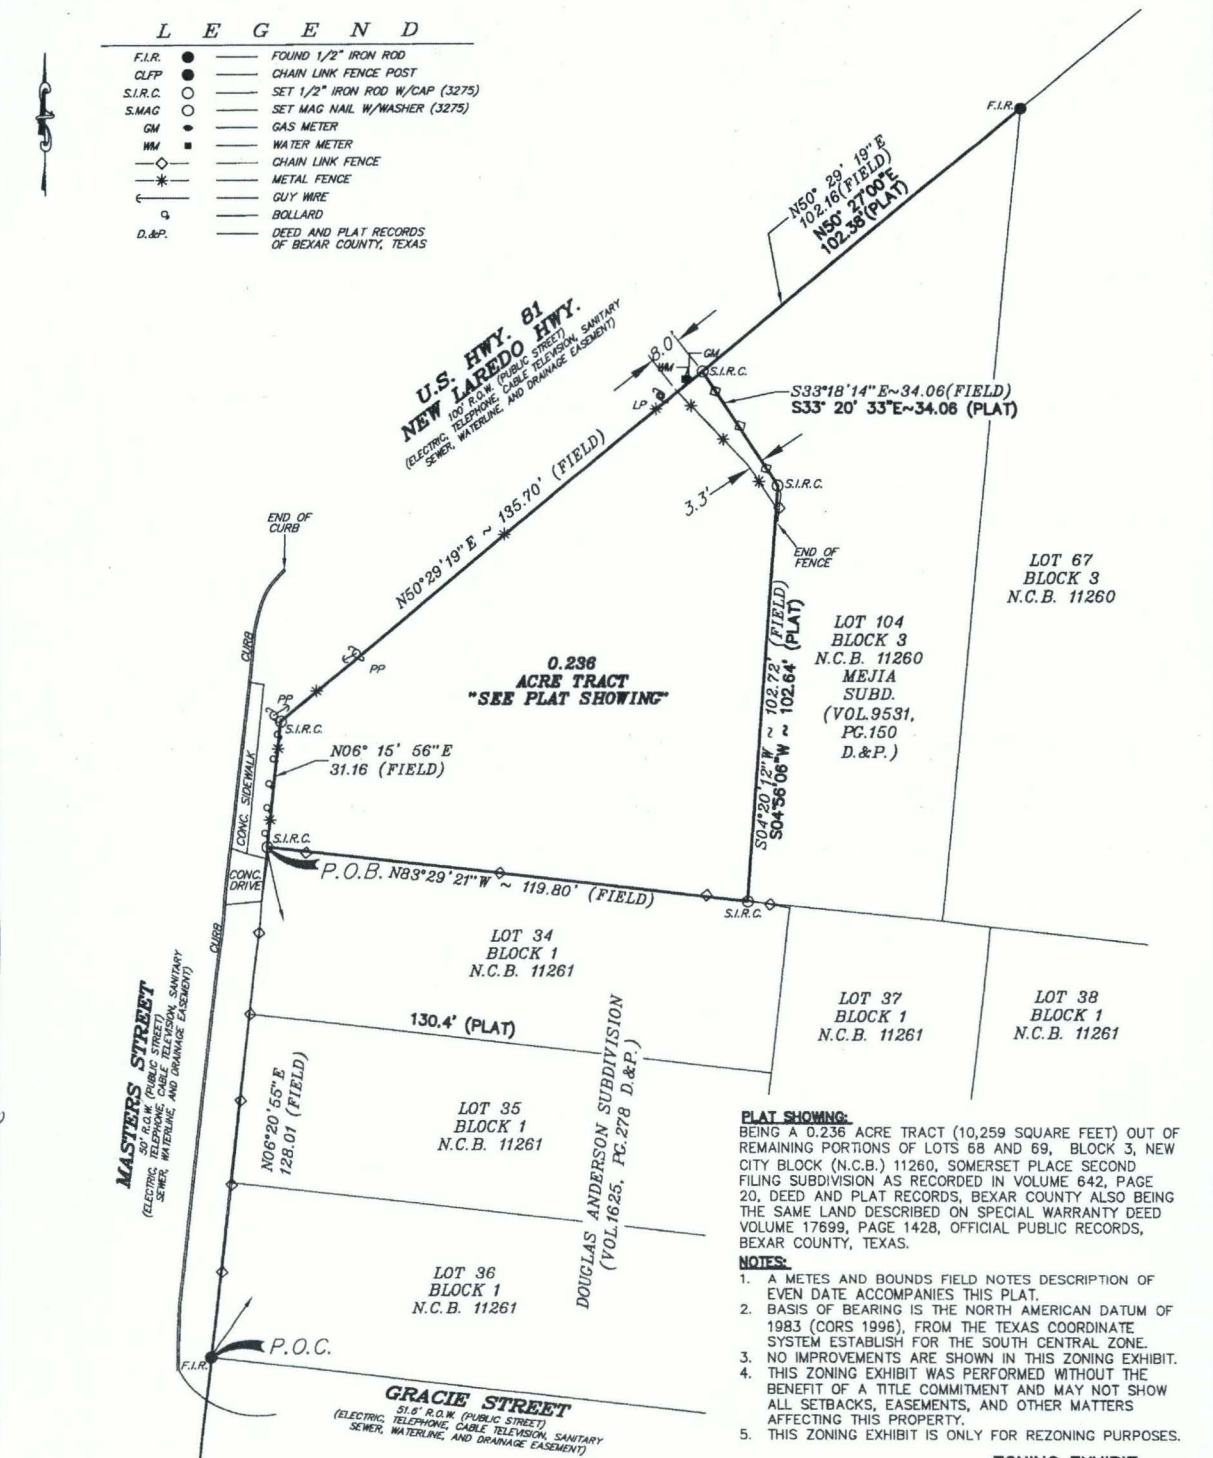 L E G E N D
F.I.R. FOUND 1/2" IRON ROD
CLFP CHAIN LINK FENCE POST
S.I.R.C. SET 1/2" IRON ROD W/CAP (3275)
S.MAG SET MAG NAIL W/WASHER (3275)
GM GAS METER
WM WATER METER
CHAIN LINK FENCE
METAL FENCE
GUY WIRE
BOLLARD
D.&P. DEED AND PLAT RECORDS
OF BEXAR COUNTY, TEXAS
F.I.R.
N50° 29' 19"E
102.16(FIELD)
N50° 27'00"E
102.38'(PLAT)
U.S. HWY. 81
NEW LAREDO HWY.
100' R.O.W. (PUBLIC STREET)
(ELECTRIC, TELEPHONE, CABLE TELEVISION, SANITARY
SEWER, WATERLINE, AND DRAINAGE EASEMENT)
8.0'
GM
WM
S.I.R.C.
LP
S33°18'14"E~34.06(FIELD)
S33° 20' 33"E~34.06 (PLAT)
N50°29'19"E ~ 135.70' (FIELD)
3.3'
S.I.R.C.
END OF
CURB
END OF
FENCE
LOT 67
BLOCK 3
N.C.B. 11260
CURB
LOT 104
BLOCK 3
N.C.B. 11260
MEJIA
SUBD.
(VOL.9531,
PG.150
D.&P.)
S04°20'12"W ~ 102.72' (FIELD)
S04°56'06"W ~ 102.64' (PLAT)
0.236
ACRE TRACT
"SEE PLAT SHOWING"
PP
PP
S.I.R.C.
N06° 15' 56"E
31.16 (FIELD)
CONC. SIDEWALK
S.I.R.C.
P.O.B.
N83°29'21"W ~ 119.80' (FIELD)
CONC.
DRIVE
S.I.R.C.
CURB
LOT 34
BLOCK 1
N.C.B. 11261
130.4' (PLAT)
LOT 37
BLOCK 1
N.C.B. 11261
LOT 38
BLOCK 1
N.C.B. 11261
MASTERS STREET
50' R.O.W. (PUBLIC STREET)
(ELECTRIC, TELEPHONE, CABLE TELEVISION, SANITARY
SEWER, WATERLINE, AND DRAINAGE EASEMENT)
N06°20'55"E
128.01 (FIELD)
LOT 35
BLOCK 1
N.C.B. 11261
DOUGLAS ANDERSON SUBDIVISION
(VOL.1625, PG.278 D.&P.)
LOT 36
BLOCK 1
N.C.B. 11261
P.O.C.
F.I.R.
GRACIE STREET
51.6' R.O.W. (PUBLIC STREET)
(ELECTRIC, TELEPHONE, CABLE TELEVISION, SANITARY
SEWER, WATERLINE, AND DRAINAGE EASEMENT)
PLAT SHOWING:
BEING A 0.236 ACRE TRACT (10,259 SQUARE FEET) OUT OF
REMAINING PORTIONS OF LOTS 68 AND 69, BLOCK 3, NEW
CITY BLOCK (N.C.B.) 11260, SOMERSET PLACE SECOND
FILING SUBDIVISION AS RECORDED IN VOLUME 642, PAGE
20, DEED AND PLAT RECORDS, BEXAR COUNTY ALSO BEING
THE SAME LAND DESCRIBED ON SPECIAL WARRANTY DEED
VOLUME 17699, PAGE 1428, OFFICIAL PUBLIC RECORDS,
BEXAR COUNTY, TEXAS.
NOTES:
1. A METES AND BOUNDS FIELD NOTES DESCRIPTION OF
EVEN DATE ACCOMPANIES THIS PLAT.
2. BASIS OF BEARING IS THE NORTH AMERICAN DATUM OF
1983 (CORS 1996), FROM THE TEXAS COORDINATE
SYSTEM ESTABLISH FOR THE SOUTH CENTRAL ZONE.
3. NO IMPROVEMENTS ARE SHOWN IN THIS ZONING EXHIBIT.
4. THIS ZONING EXHIBIT WAS PERFORMED WITHOUT THE
BENEFIT OF A TITLE COMMITMENT AND MAY NOT SHOW
ALL SETBACKS, EASEMENTS, AND OTHER MATTERS
AFFECTING THIS PROPERTY.
5. THIS ZONING EXHIBIT IS ONLY FOR REZONING PURPOSES.